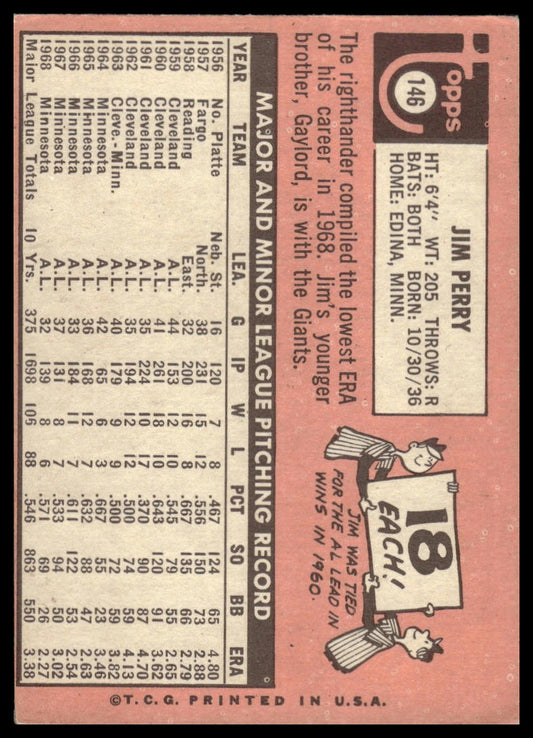 Topps
146
JIM PERRY
HT: 6'4" WT: 205 THROWS: R
BATS: BOTH BORN: 10/30/36
HOME: EDINA, MINN.
The righthander compiled the lowest ERA
of his career in 1968. Jim's younger
brother, Gaylord, is with the Giants.
18
EACH!
JIM WAS TIED
FOR THE AL LEAD IN
WINS IN 1960.
MAJOR AND MINOR LEAGUE PITCHING RECORD
YEAR TEAM LEA. G IP W L PCT SO BB ERA
1956 No. Platte Neb. St. 16 120 7 8 .467 124 65 4.80
1957 Fargo North. 38 231 15 12 .556 150 73 2.88
1958 Reading East. 32 200 16 8 .667 135 66 2.79
1959 Cleveland A.L. 44 153 12 10 .545 79 55 2.65
1960 Cleveland A.L. 41 261 18 10 .643 120 91 3.62
1961 Cleveland A.L. 35 224 10 17 .370 90 87 4.70
1962 Cleveland A.L. 35 194 12 12 .500 74 59 4.13
1963 Cleve.-Minn. A.L. 40 179 9 9 .500 72 59 3.82
1964 Minnesota A.L. 42 65 6 3 .667 55 23 3.46
1965 Minnesota A.L. 36 168 12 7 .632 88 47 2.63
1966 Minnesota A.L. 33 184 11 7 .611 122 53 2.54
1967 Minnesota A.L. 37 131 8 7 .533 94 50 3.03
1968 Minnesota A.L. 32 139 8 6 .571 69 26 2.27
Major League Totals 10 Yrs. 375 1698 106 88 .546 863 550 3.35
©T.C.G. PRINTED IN U.S.A.